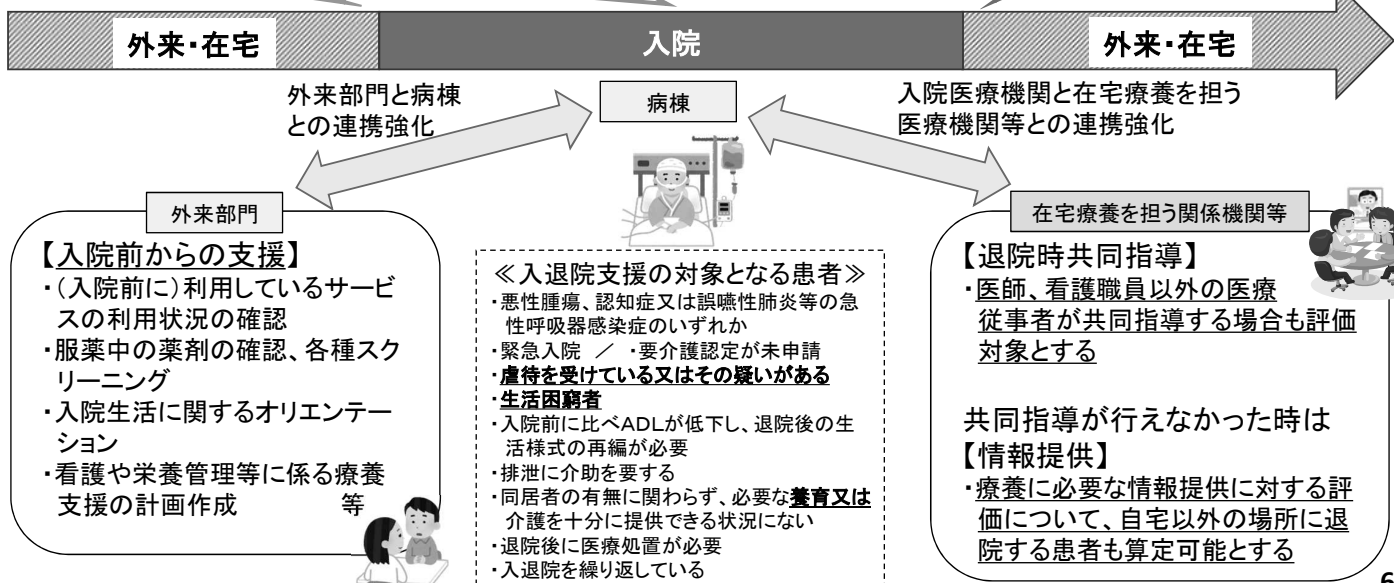 外来・在宅
入院
外来・在宅
外来部門と病棟
との連携強化
病棟
入院医療機関と在宅療養を担う
医療機関等との連携強化
外来部門
【入院前からの支援】
・(入院前に)利用しているサービ
スの利用状況の確認
・服薬中の薬剤の確認、各種スク
リーニング
・入院生活に関するオリエンテー
ション
・看護や栄養管理等に係る療養
支援の計画作成 等
≪入退院支援の対象となる患者≫
・悪性腫瘍、認知症又は誤嚥性肺炎等の急
性呼吸器感染症のいずれか
・緊急入院 / ・要介護認定が未申請
・虐待を受けている又はその疑いがある
・生活困窮者
・入院前に比べADLが低下し、退院後の生
活様式の再編が必要
・排泄に介助を要する
・同居者の有無に関わらず、必要な養育又は
介護を十分に提供できる状況にない
・退院後に医療処置が必要
・入退院を繰り返している
在宅療養を担う関係機関等
【退院時共同指導】
・医師、看護職員以外の医療
従事者が共同指導する場合も評価
対象とする
共同指導が行えなかった時は
【情報提供】
・療養に必要な情報提供に対する評
価について、自宅以外の場所に退
院する患者も算定可能とする